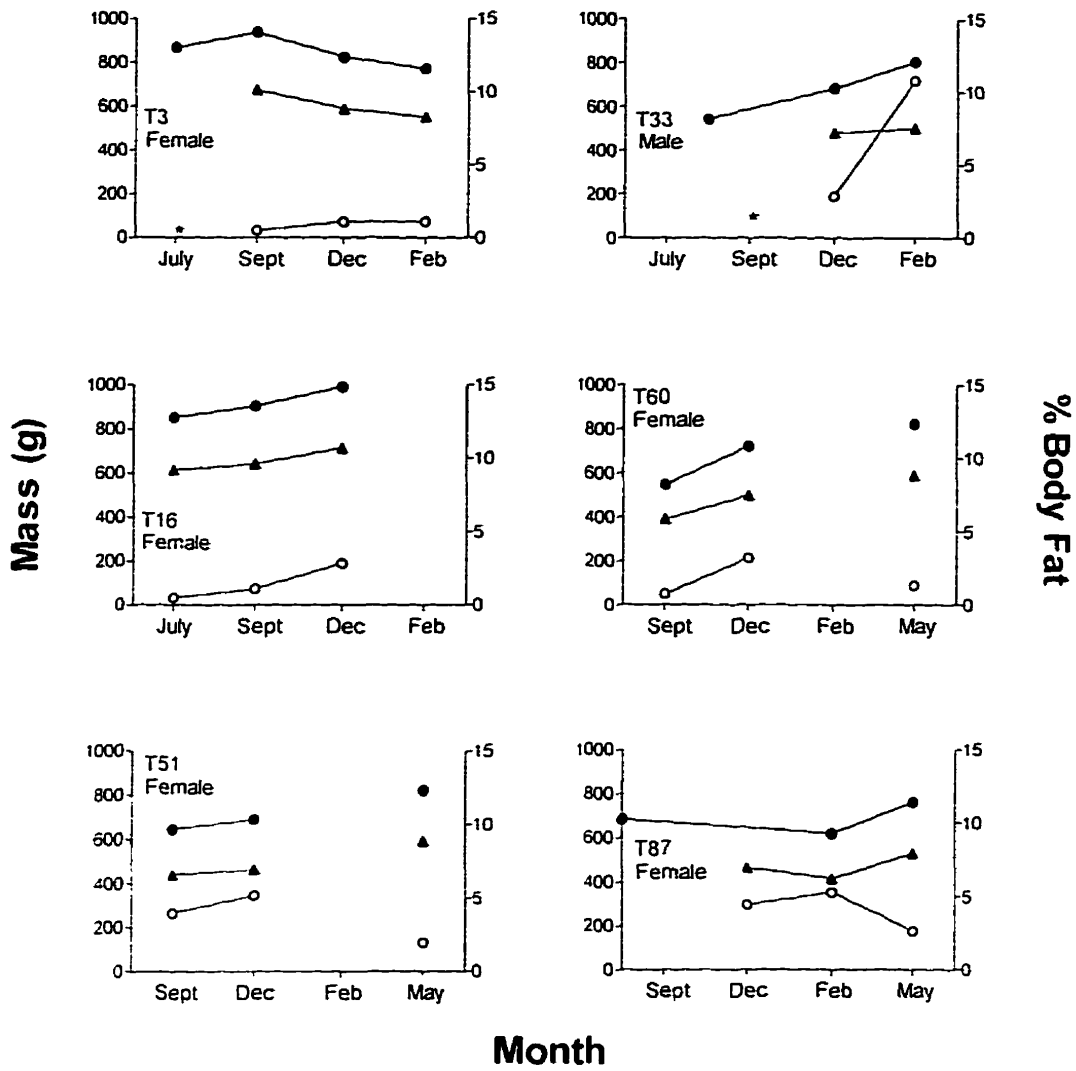 1000
800
600
400
200
0
15
10
5
0
T3
Female
*
July Sept Dec Feb
1000
800
600
400
200
0
15
10
5
0
T33
Male
*
July Sept Dec Feb
1000
800
600
400
200
0
15
10
5
0
T16
Female
July Sept Dec Feb
1000
800
600
400
200
0
15
10
5
0
T60
Female
Sept Dec Feb May
1000
800
600
400
200
0
15
10
5
0
T51
Female
Sept Dec Feb May
1000
800
600
400
200
0
15
10
5
0
T87
Female
Sept Dec Feb May
Mass (g)
% Body Fat
Month